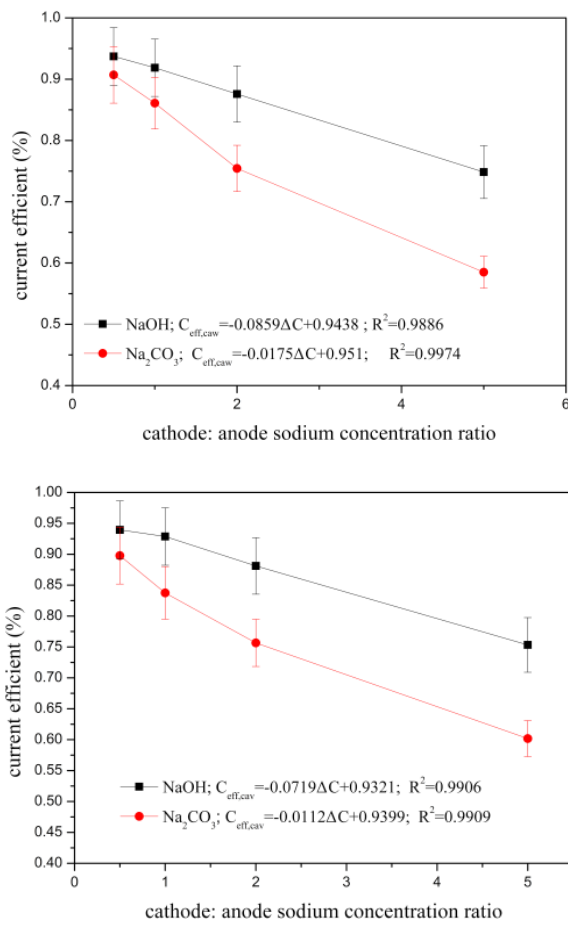 1.0
0.9
0.8
0.7
0.6
0.5
0.4
current efficient (%)
NaOH; C_eff,caw=-0.0859ΔC+0.9438 ; R²=0.9886
Na₂CO₃; C_eff,caw=-0.0175ΔC+0.951; R²=0.9974
0 2 4 6
cathode: anode sodium concentration ratio
1.00
0.95
0.90
0.85
0.80
0.75
0.70
0.65
0.60
0.55
0.50
0.45
0.40
current efficient (%)
NaOH; C_eff,cav=-0.0719ΔC+0.9321; R²=0.9906
Na₂CO₃; C_eff,cav=-0.0112ΔC+0.9399; R²=0.9909
0 1 2 3 4 5
cathode: anode sodium concentration ratio